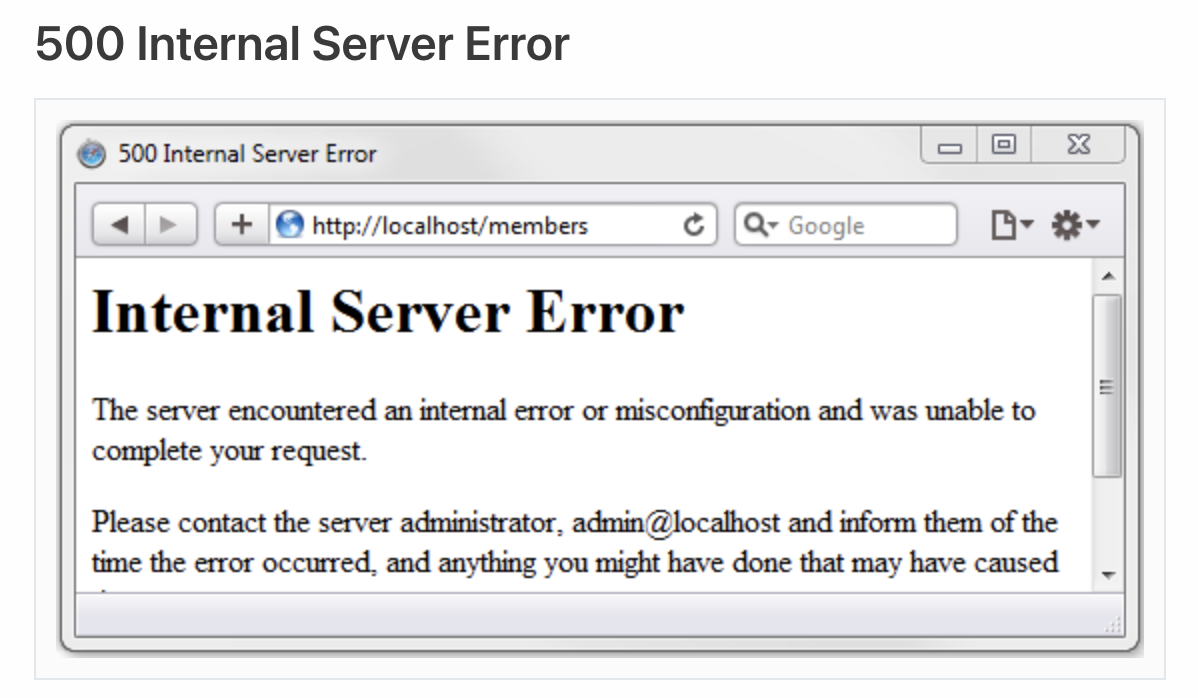 500 Internal Server Error
500 Internal Server Error
http://localhost/members
Google
Internal Server Error
The server encountered an internal error or misconfiguration and was unable to
complete your request.
Please contact the server administrator, admin@localhost and inform them of the
time the error occurred, and anything you might have done that may have caused